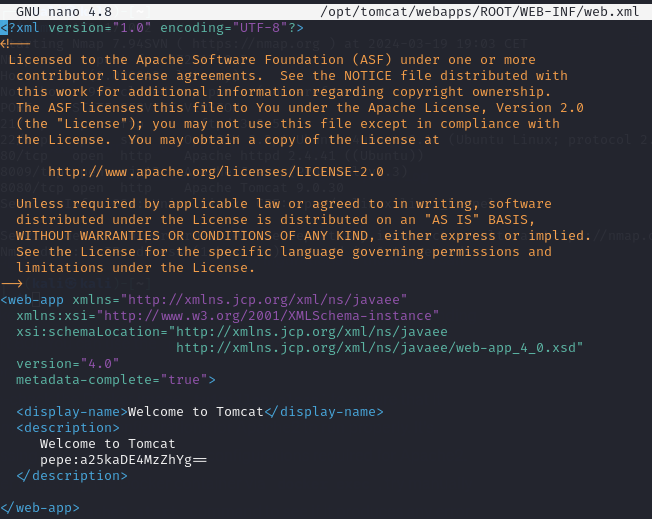 GNU nano 4.8 /opt/tomcat/webapps/ROOT/WEB-INF/web.xml
<?xml version="1.0" encoding="UTF-8"?>
<!--
Licensed to the Apache Software Foundation (ASF) under one or more
contributor license agreements.  See the NOTICE file distributed with
this work for additional information regarding copyright ownership.
The ASF licenses this file to You under the Apache License, Version 2.0
(the "License"); you may not use this file except in compliance with
the License.  You may obtain a copy of the License at
http://www.apache.org/licenses/LICENSE-2.0
Unless required by applicable law or agreed to in writing, software
distributed under the License is distributed on an "AS IS" BASIS,
WITHOUT WARRANTIES OR CONDITIONS OF ANY KIND, either express or implied.
See the License for the specific language governing permissions and
limitations under the License.
-->
<web-app xmlns="http://xmlns.jcp.org/xml/ns/javaee"
xmlns:xsi="http://www.w3.org/2001/XMLSchema-instance"
xsi:schemaLocation="http://xmlns.jcp.org/xml/ns/javaee
http://xmlns.jcp.org/xml/ns/javaee/web-app_4_0.xsd"
version="4.0"
metadata-complete="true">
<display-name>Welcome to Tomcat</display-name>
<description>
Welcome to Tomcat
pepe:a25kaDE4MzZhYg==
</description>
</web-app>